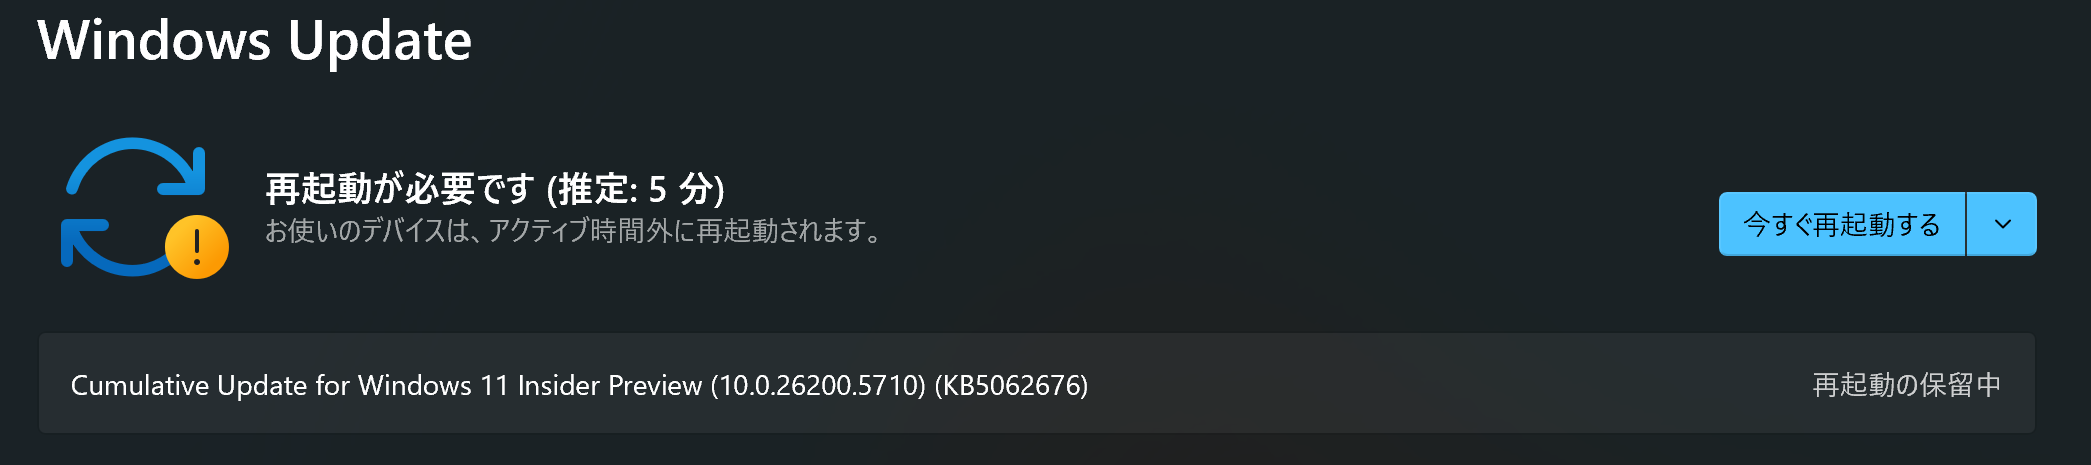 Windows Update
再起動が必要です (推定: 5 分)
お使いのデバイスは、アクティブ時間外に再起動されます。
今すぐ再起動する
Cumulative Update for Windows 11 Insider Preview (10.0.26200.5710) (KB5062676)
再起動の保留中